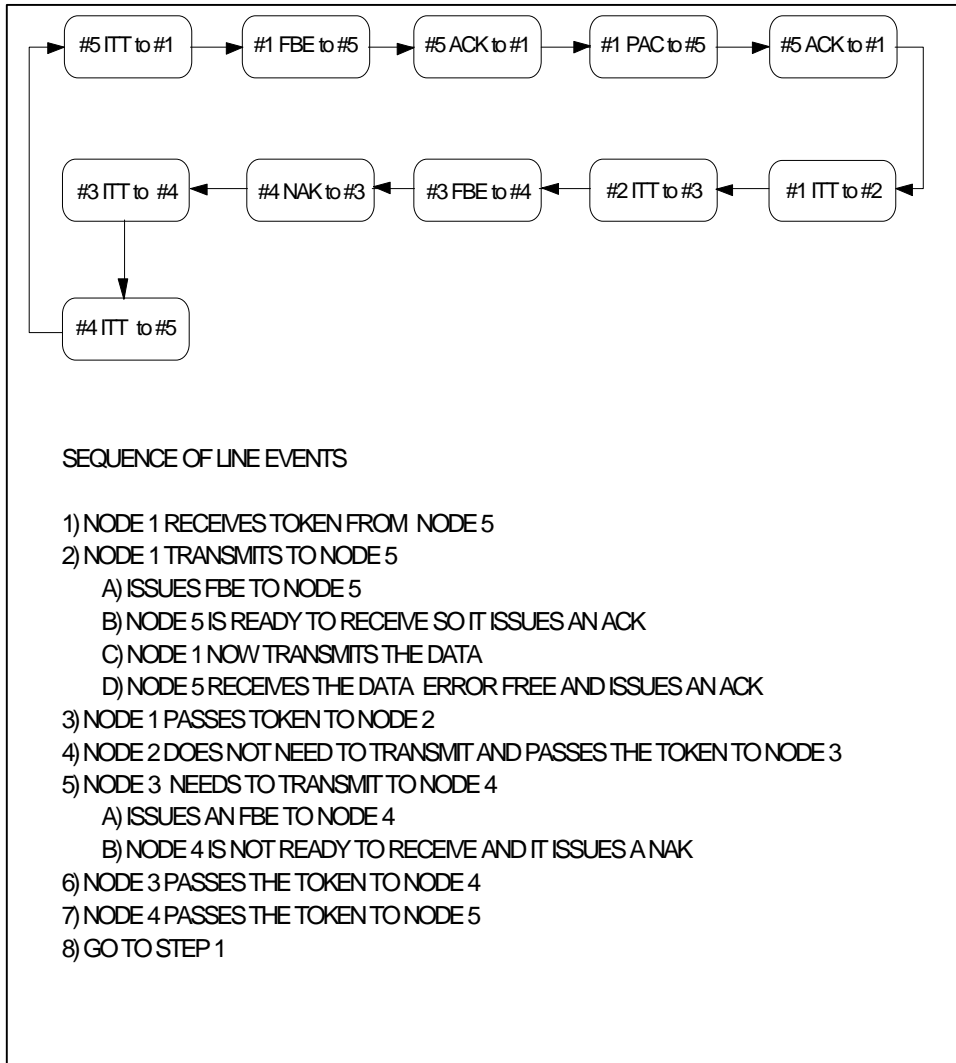 #5 ITT to #1
#1 FBE to #5
#5 ACK to #1
#1 PAC to #5
#5 ACK to #1
#1 ITT to #2
#2 ITT to #3
#3 FBE to #4
#4 NAK to #3
#3 ITT to #4
#4 ITT to #5
SEQUENCE OF LINE EVENTS
1) NODE 1 RECEIVES TOKEN FROM NODE 5
2) NODE 1 TRANSMITS TO NODE 5
A) ISSUES FBE TO NODE 5
B) NODE 5 IS READY TO RECEIVE SO IT ISSUES AN ACK
C) NODE 1 NOW TRANSMITS THE DATA
D) NODE 5 RECEIVES THE DATA ERROR FREE AND ISSUES AN ACK
3) NODE 1 PASSES TOKEN TO NODE 2
4) NODE 2 DOES NOT NEED TO TRANSMIT AND PASSES THE TOKEN TO NODE 3
5) NODE 3 NEEDS TO TRANSMIT TO NODE 4
A) ISSUES AN FBE TO NODE 4
B) NODE 4 IS NOT READY TO RECEIVE AND IT ISSUES A NAK
6) NODE 3 PASSES THE TOKEN TO NODE 4
7) NODE 4 PASSES THE TOKEN TO NODE 5
8) GO TO STEP 1